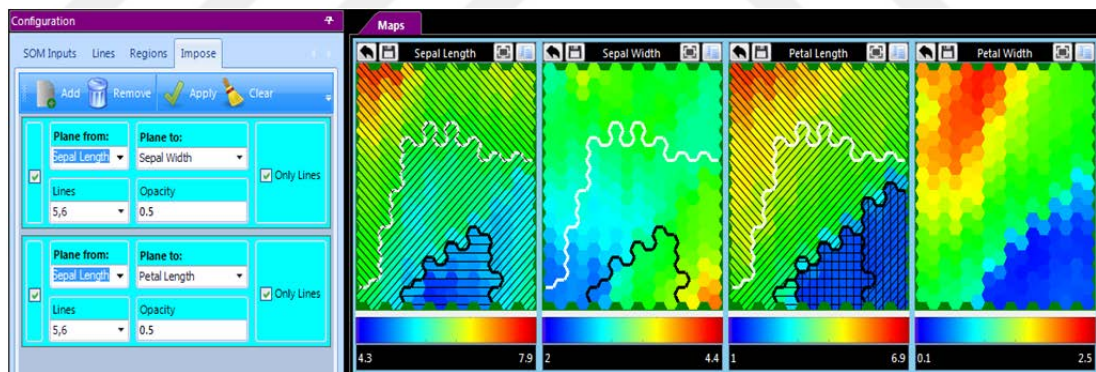 Configuration
SOM Inputs Lines Regions Impose
Add Remove Apply Clear
Plane from: Plane to:
Sepal Length Sepal Width
Lines Opacity
5,6 0.5
Only Lines
Plane from: Plane to:
Sepal Length Petal Length
Lines Opacity
5,6 0.5
Only Lines
Maps
Sepal Length Sepal Width Petal Length Petal Width
4.3 7.9 2 4.4 1 6.9 0.1 2.5